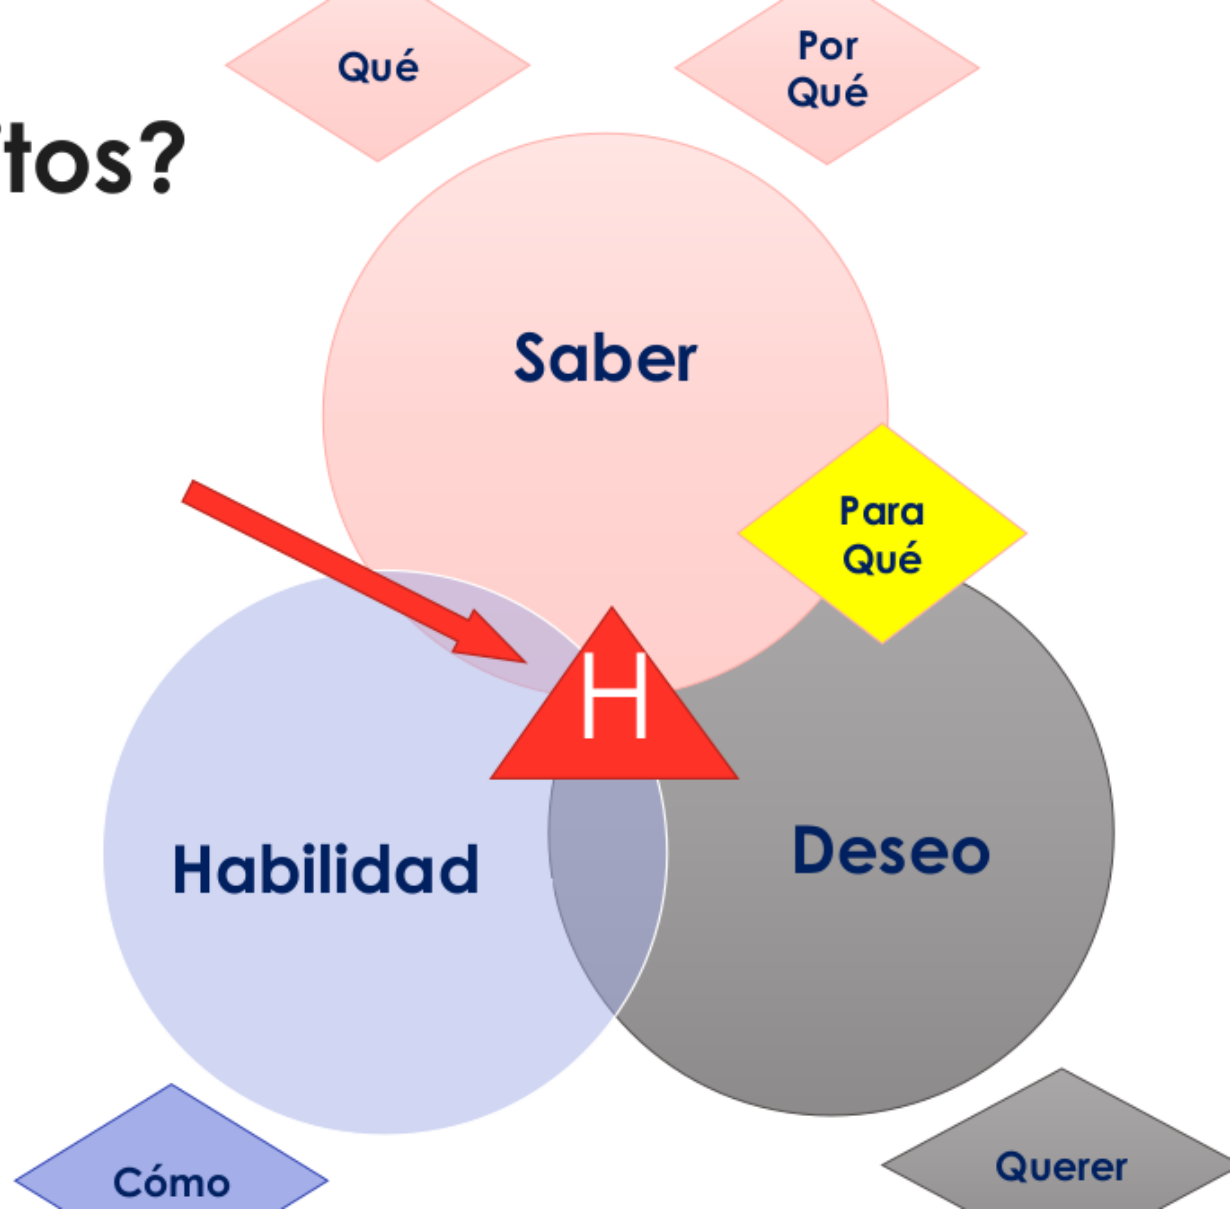 Qué
Por
Qué
tos?
Saber
Para
Qué
H
Habilidad
Deseo
Cómo
Querer